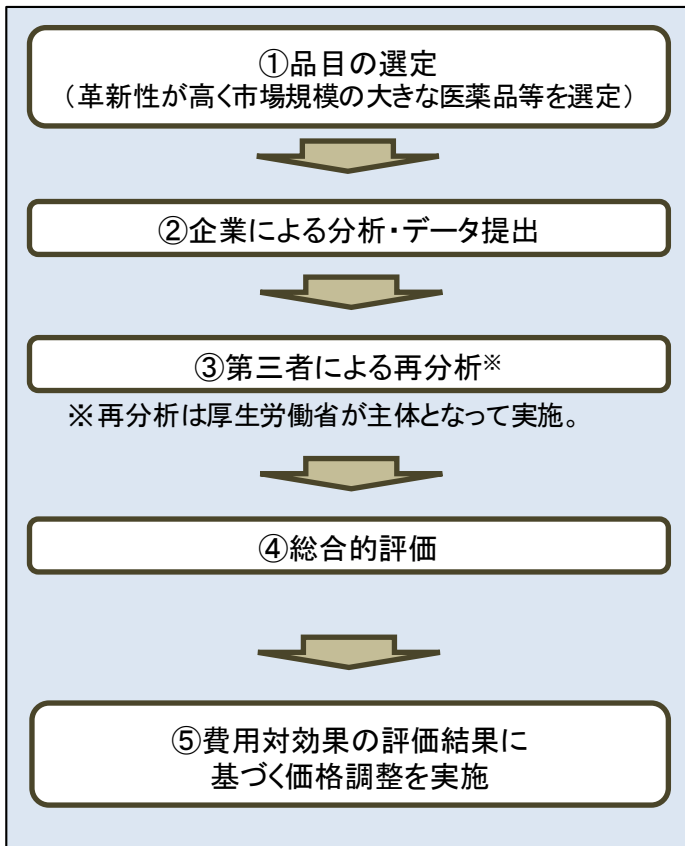 ①品目の選定
（革新性が高く市場規模の大きな医薬品等を選定）
②企業による分析・データ提出
③第三者による再分析※
※再分析は厚生労働省が主体となって実施。
④総合的評価
⑤費用対効果の評価結果に
基づく価格調整を実施